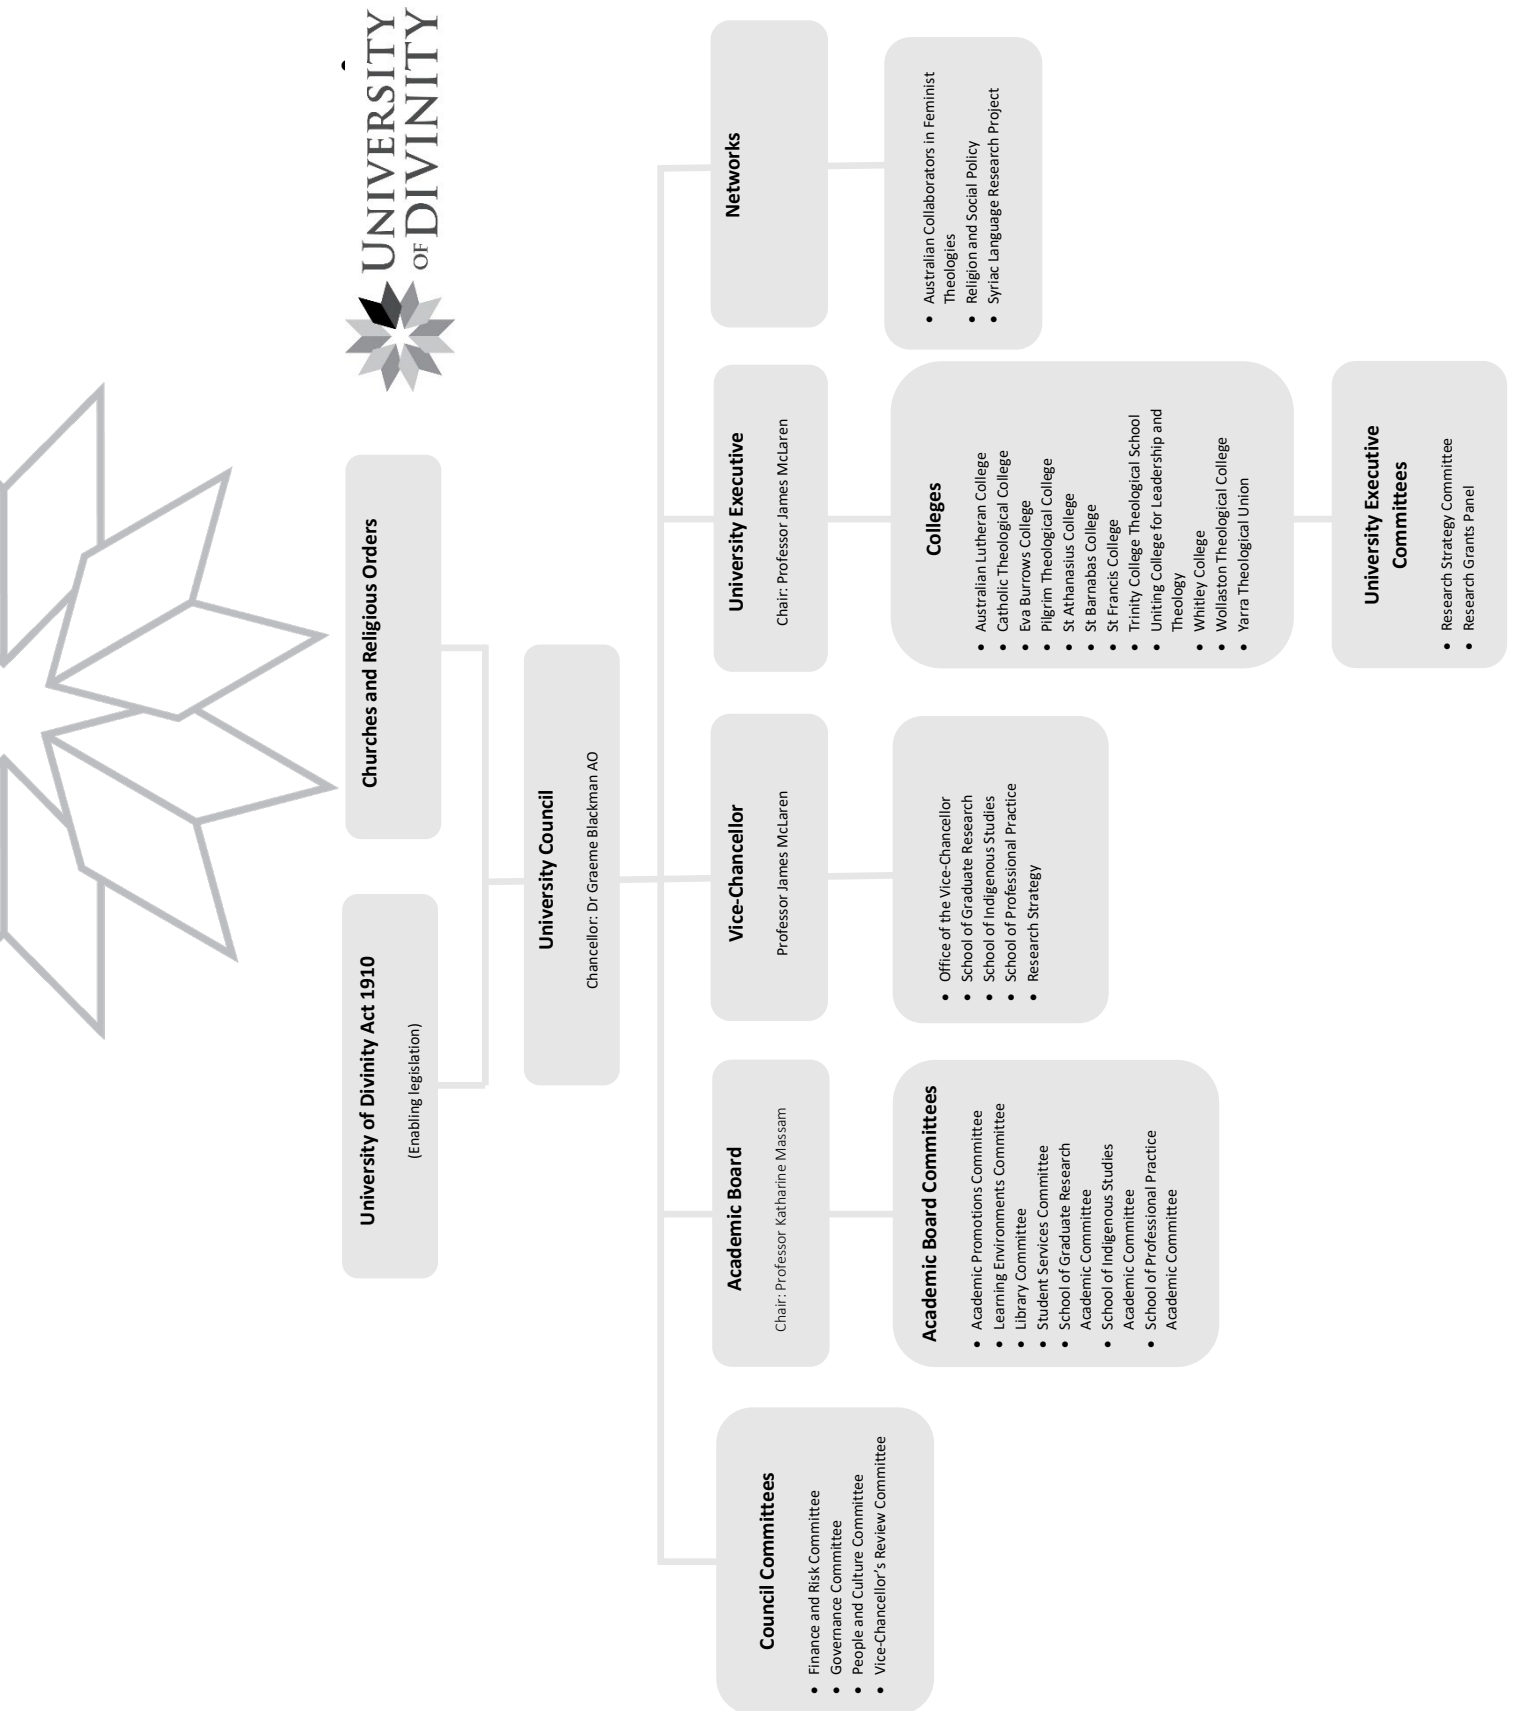 UNIVERSITY
OF DIVINITY
University of Divinity Act 1910
(Enabling legislation)
Churches and Religious Orders
University Council
Chancellor: Dr Graeme Blackman AO
Council Committees
• Finance and Risk Committee
• Governance Committee
• People and Culture Committee
• Vice-Chancellor’s Review Committee
Academic Board
Chair: Professor Katharine Massam
Academic Board Committees
• Academic Promotions Committee
• Learning Environments Committee
• Library Committee
• Student Services Committee
• School of Graduate Research
Academic Committee
• School of Indigenous Studies
Academic Committee
• School of Professional Practice
Academic Committee
Vice-Chancellor
Professor James McLaren
• Office of the Vice-Chancellor
• School of Graduate Research
• School of Indigenous Studies
• School of Professional Practice
• Research Strategy
University Executive
Chair: Professor James McLaren
Colleges
• Australian Lutheran College
• Catholic Theological College
• Eva Burrows College
• Pilgrim Theological College
• St Athanasius College
• St Barnabas College
• St Francis College
• Trinity College Theological School
• Uniting College for Leadership and
Theology
• Whitley College
• Wollaston Theological College
• Yarra Theological Union
University Executive
Committees
• Research Strategy Committee
• Research Grants Panel
Networks
• Australian Collaborators in Feminist
Theologies
• Religion and Social Policy
• Syriac Language Research Project